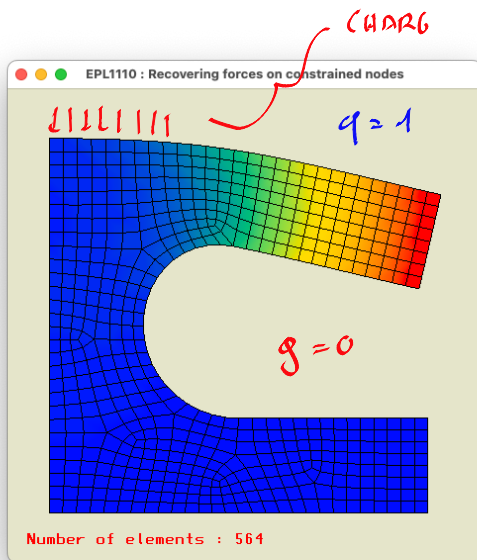 CHARG
EPL1110 : Recovering forces on constrained nodes
q = 1
g = 0
Number of elements : 564